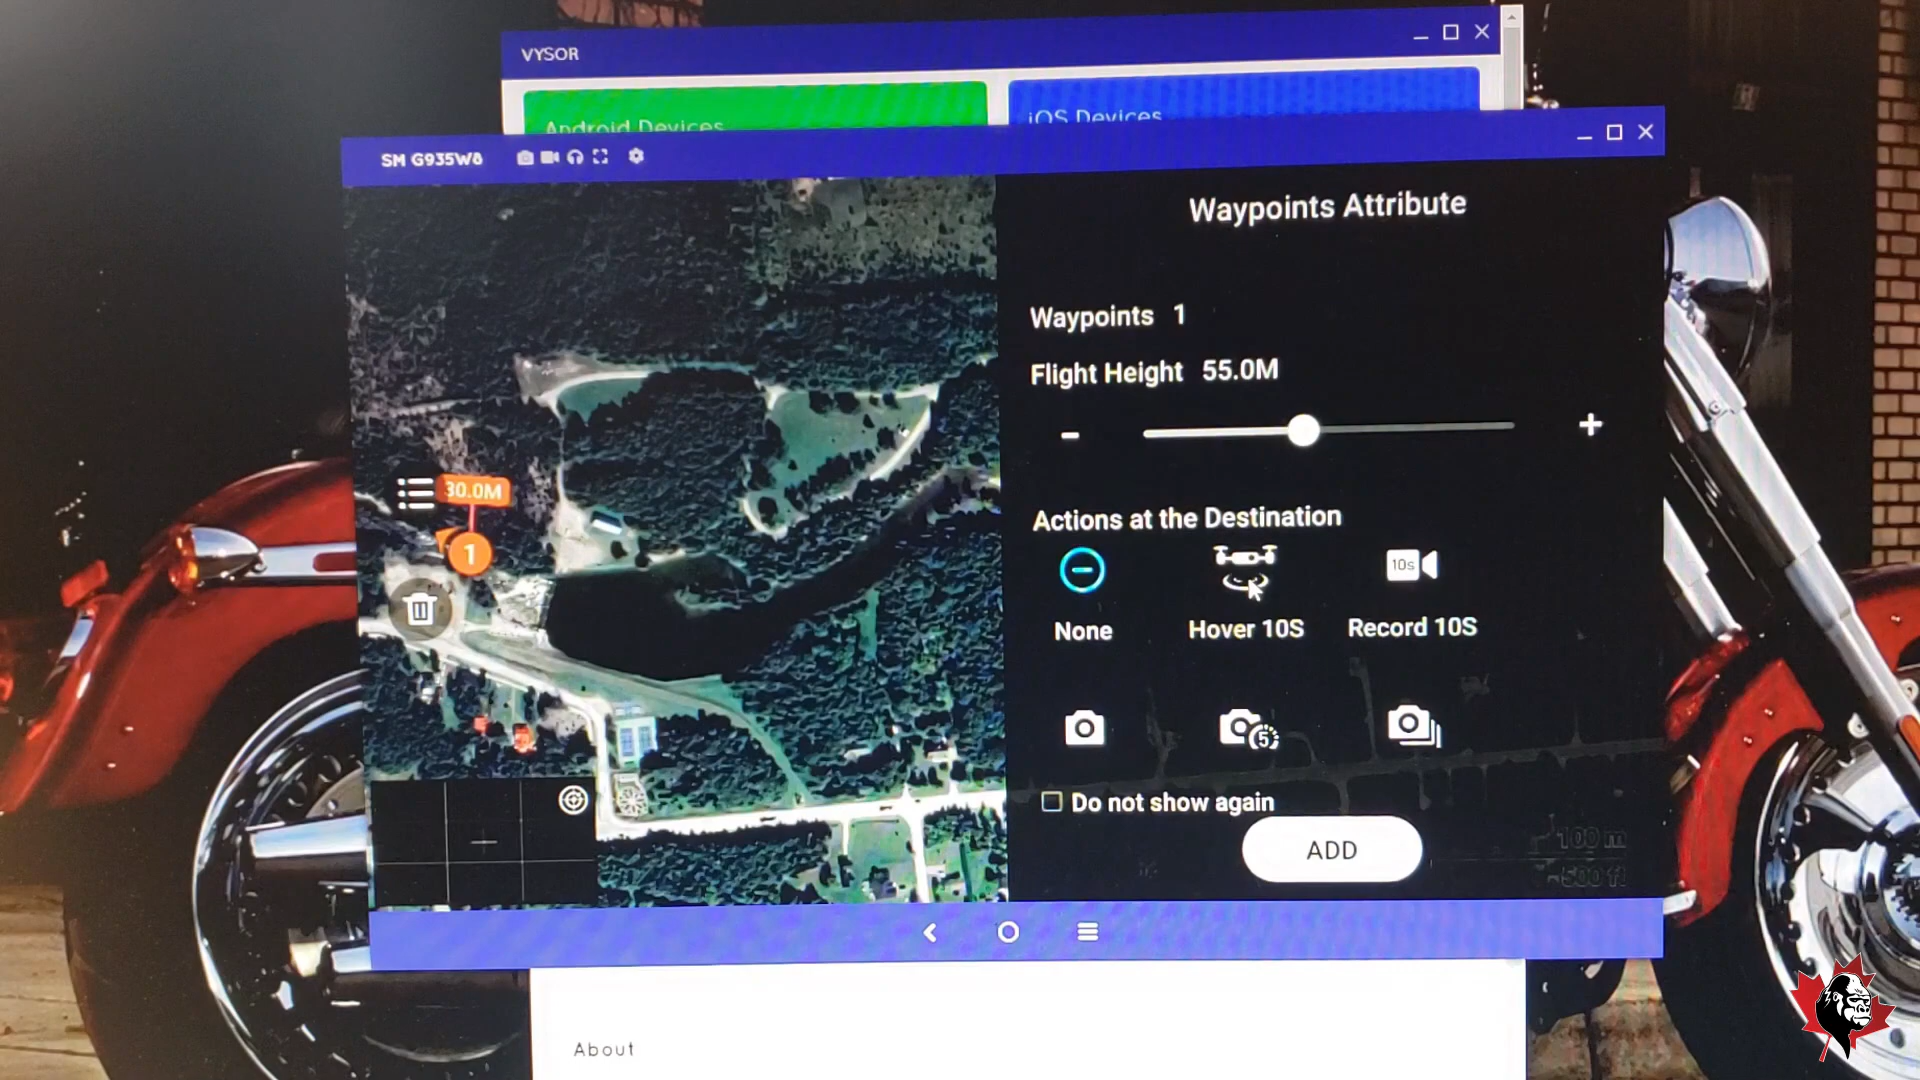 VYSOR
Android Devices
iOS Devices
SM G935W8
Waypoints Attribute
Waypoints 1
Flight Height 55.0M
30.0M
1
Actions at the Destination
10s
None
Hover 10S
Record 10S
5
Do not show again
ADD
100 m
500 ft
About